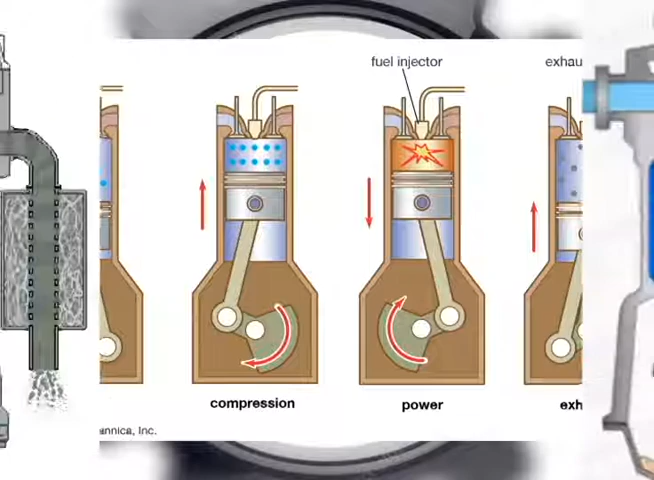 fuel injector
exhau
compression
power
exh
annica, Inc.